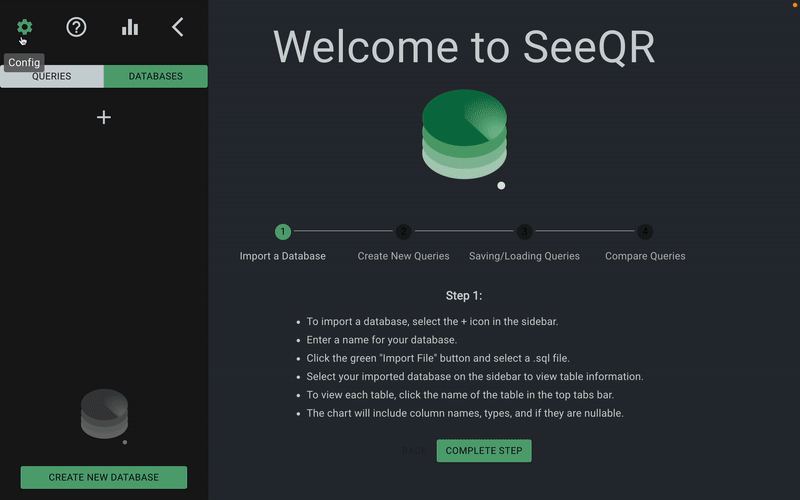 Config
QUERIES
DATABASES
+
CREATE NEW DATABASE
Welcome to SeeQR
1
2
3
4
Import a Database
Create New Queries
Saving/Loading Queries
Compare Queries
Step 1:
• To import a database, select the + icon in the sidebar.
• Enter a name for your database.
• Click the green "Import File" button and select a .sql file.
• Select your imported database on the sidebar to view table information.
• To view each table, click the name of the table in the top tabs bar.
• The chart will include column names, types, and if they are nullable.
BACK
COMPLETE STEP